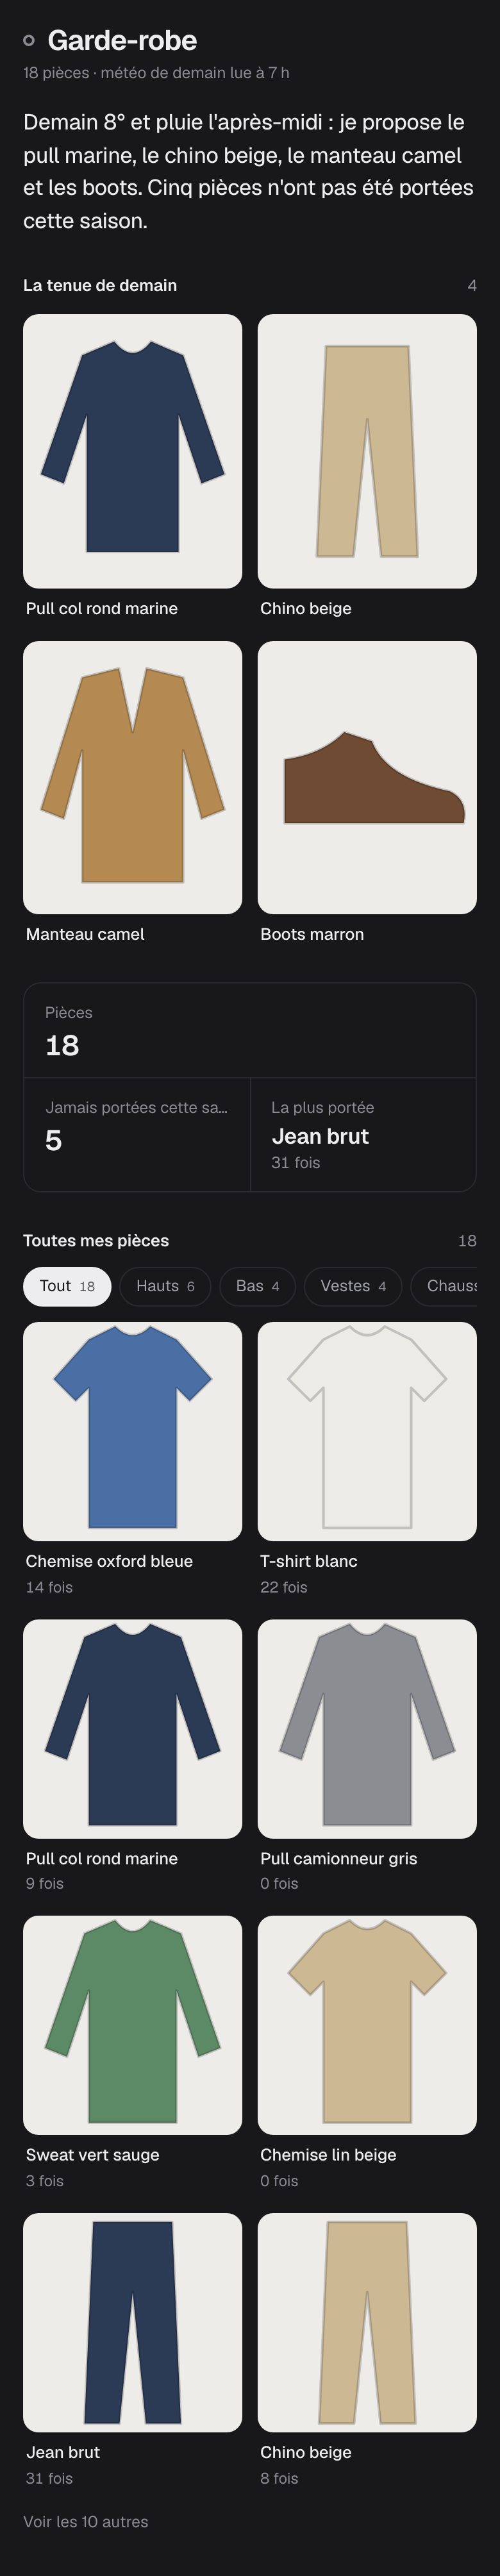 Garde-robe
18 pièces · météo de demain lue à 7 h
Demain 8° et pluie l'après-midi : je propose le
pull marine, le chino beige, le manteau camel
et les boots. Cinq pièces n'ont pas été portées
cette saison.
La tenue de demain 4
Pull col rond marine
Chino beige
Manteau camel
Boots marron
Pièces
18
Jamais portées cette sa...
5
La plus portée
Jean brut
31 fois
Toutes mes pièces 18
Tout 18 Hauts 6 Bas 4 Vestes 4 Chauss
Chemise oxford bleue
14 fois
T-shirt blanc
22 fois
Pull col rond marine
9 fois
Pull camionneur gris
0 fois
Sweat vert sauge
3 fois
Chemise lin beige
0 fois
Jean brut
31 fois
Chino beige
8 fois
Voir les 10 autres